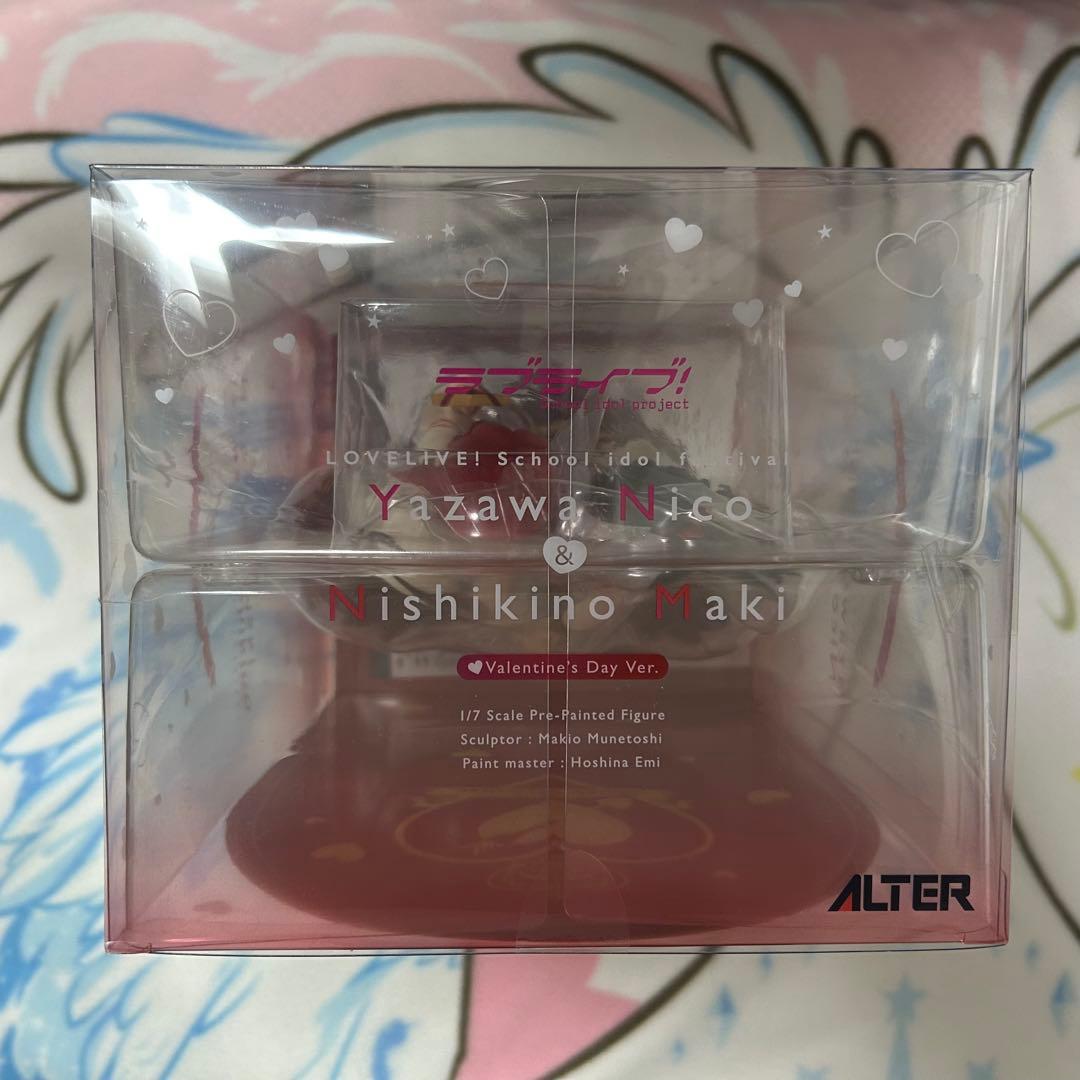 ラブライブ!
School idol project
LOVELIVE! School idol festival
Yazawa Nico
&
Nishikino Maki
Valentine's Day Ver.
1/7 Scale Pre-Painted Figure
Sculptor : Makio Munetoshi
Paint master : Hoshina Emi
ALTER